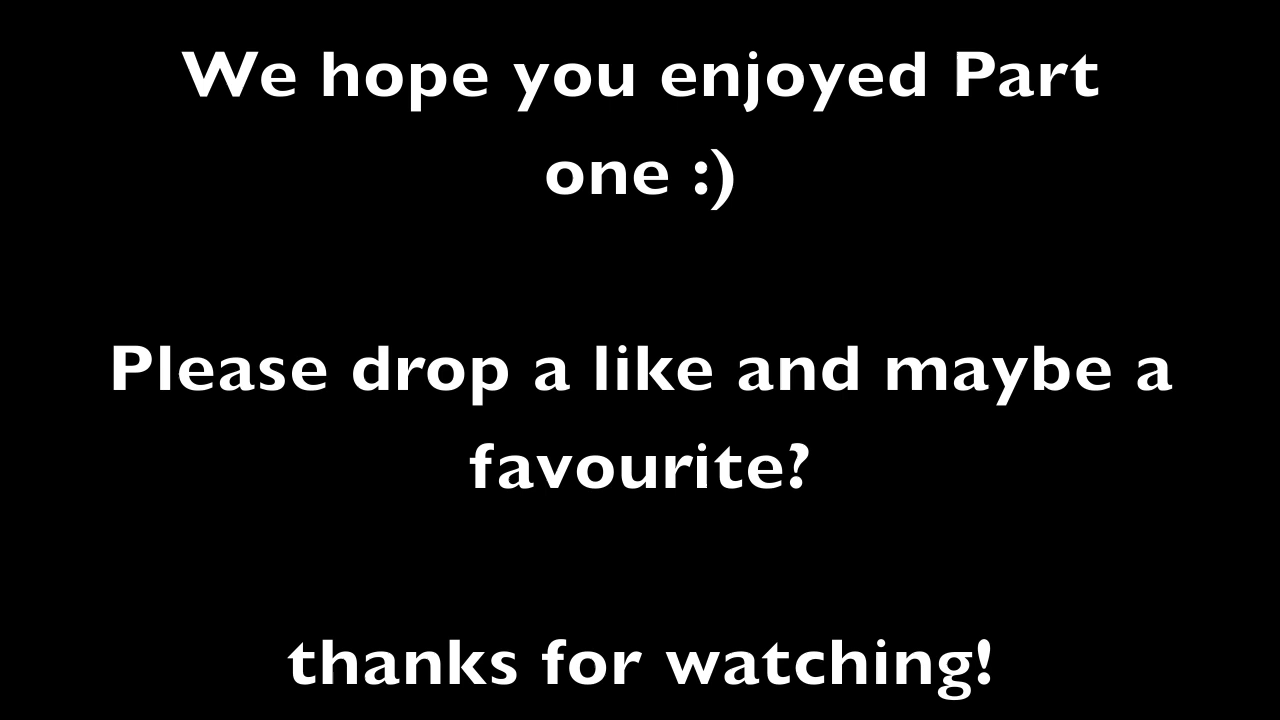 We hope you enjoyed Part
one :)
Please drop a like and maybe a
favourite?
thanks for watching!